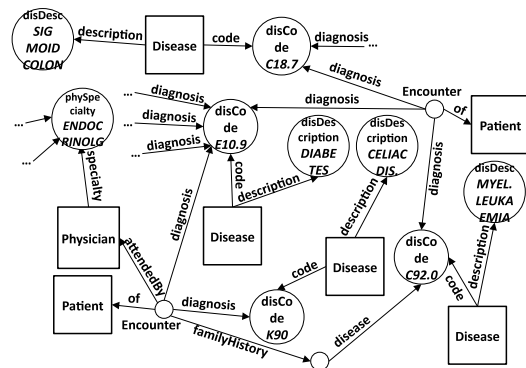 disDesc
SIG
MOID
COLON
description
Disease
code
disCo
de
C18.7
diagnosis
...
diagnosis
Encounter
of
Patient
phySpe
cialty
ENDOC
RINOLG
...
...
specialty
...
diagnosis
...
diagnosis
...
diagnosis
disCo
de
E10.9
diagnosis
disDes
cription
DIABE
TES
disDes
cription
CELIAC
DIS.
diagnosis
disDesc
MYEL.
LEUKA
EMIA
code
description
Disease
description
Physician
attendedBy
diagnosis
Disease
code
disCo
de
C92.0
description
code
Disease
Patient
of
Encounter
diagnosis
disCo
de
K90
familyHistory
disease